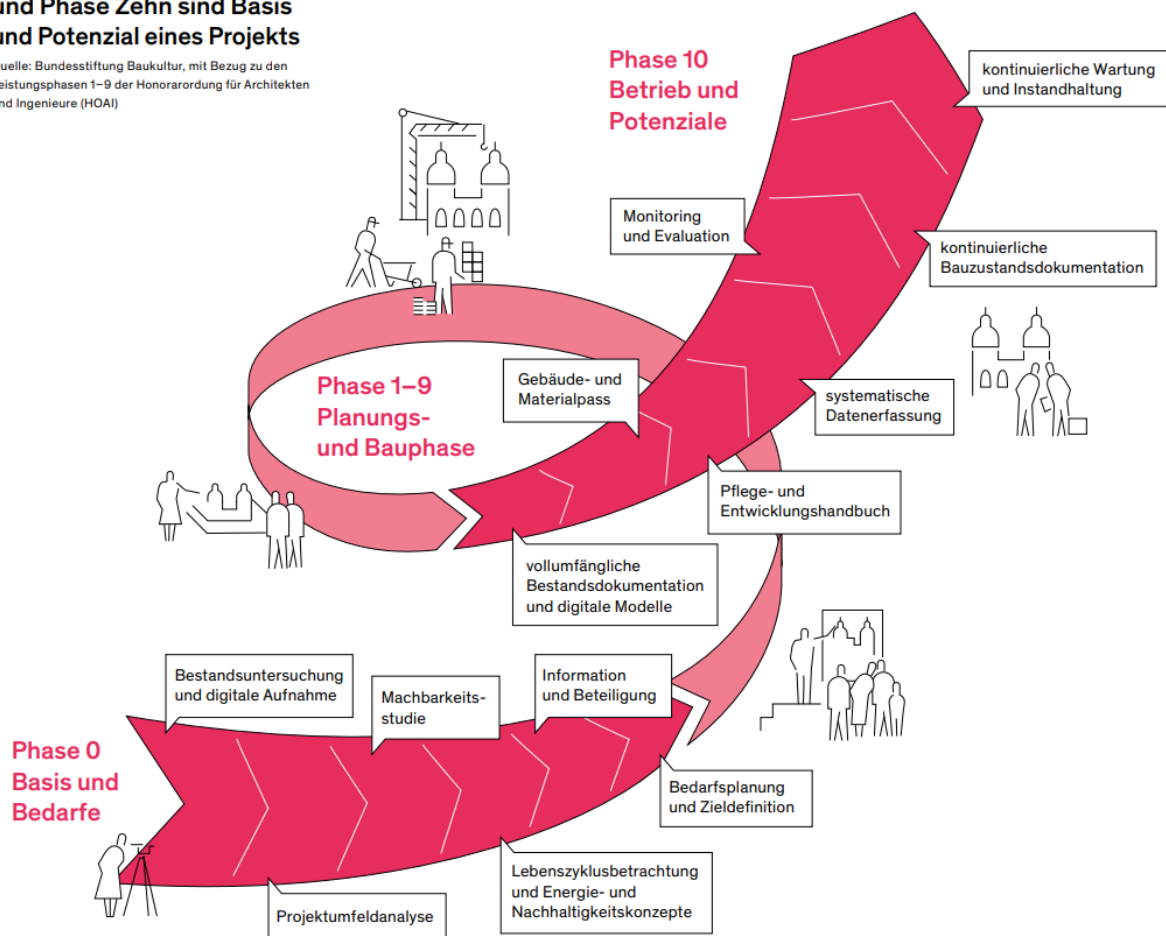 und Phase Zehn sind Basis
und Potenzial eines Projekts
uelle: Bundesstiftung Baukultur, mit Bezug zu den
eistungsphasen 1–9 der Honorarordung für Architekten
nd Ingenieure (HOAI)
Phase 10
Betrieb und
Potenziale
kontinuierliche Wartung
und Instandhaltung
Monitoring
und Evaluation
kontinuierliche
Bauzustandsdokumentation
Phase 1–9
Planungs-
und Bauphase
Gebäude- und
Materialpass
systematische
Datenerfassung
Pflege- und
Entwicklungshandbuch
vollumfängliche
Bestandsdokumentation
und digitale Modelle
Phase 0
Basis und
Bedarfe
Bestandsuntersuchung
und digitale Aufnahme
Machbarkeits-
studie
Information
und Beteiligung
Bedarfsplanung
und Zieldefinition
Lebenszyklusbetrachtung
und Energie- und
Nachhaltigkeitskonzepte
Projektumfeldanalyse